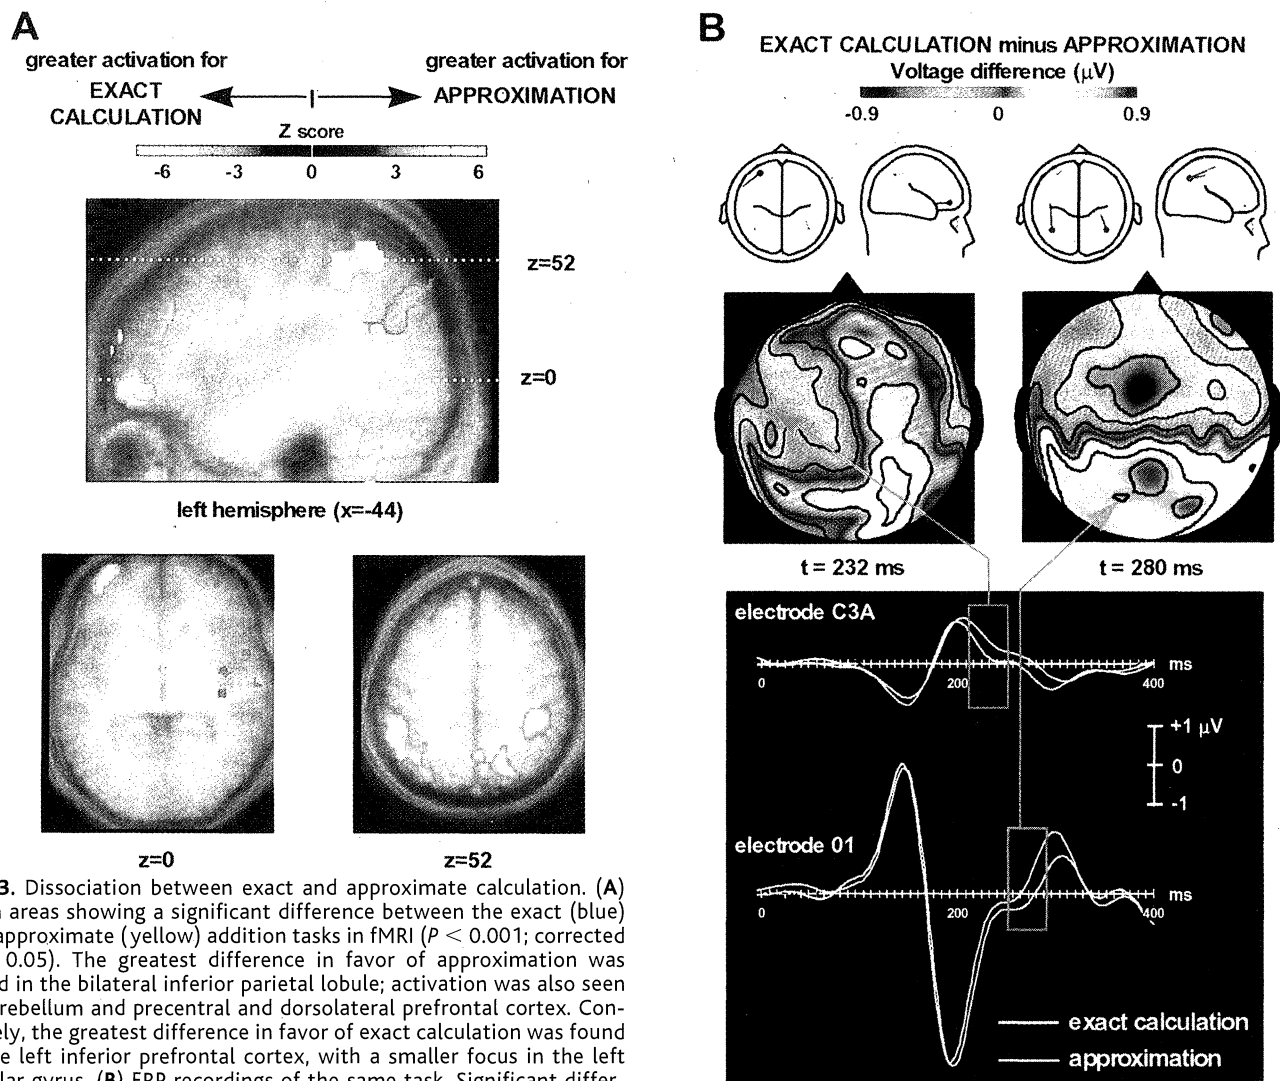 A
greater activation for
EXACT
CALCULATION
greater activation for
APPROXIMATION
Z score
-6 -3 0 3 6
z=52
z=0
left hemisphere (x=-44)
z=0 z=52
3. Dissociation between exact and approximate calculation. (A)
areas showing a significant difference between the exact (blue)
approximate (yellow) addition tasks in fMRI (P < 0.001; corrected
0.05). The greatest difference in favor of approximation was
d in the bilateral inferior parietal lobule; activation was also seen
rebellum and precentral and dorsolateral prefrontal cortex. Con-
ely, the greatest difference in favor of exact calculation was found
e left inferior prefrontal cortex, with a smaller focus in the left
lar gyrus. (B) ERP recordings of the same task. Significant differ-
B
EXACT CALCULATION minus APPROXIMATION
Voltage difference (μV)
-0.9 0 0.9
t = 232 ms t = 280 ms
electrode C3A
0 200 400 ms
+1 μV
0
-1
electrode 01
0 200 400 ms
exact calculation
approximation